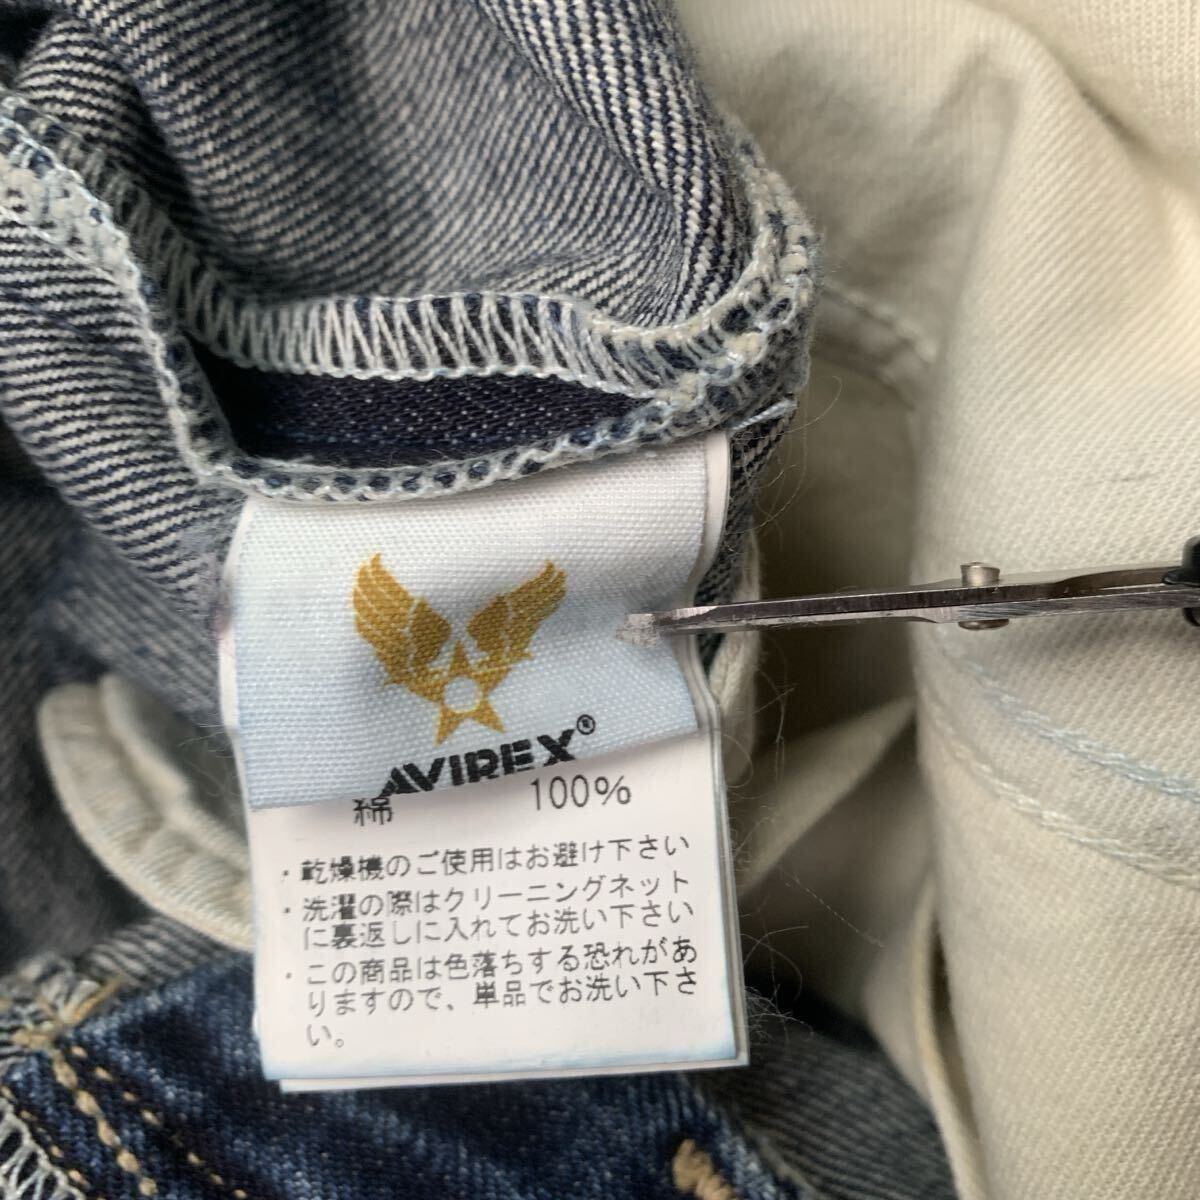 AVIREX®
綿 100%
・乾燥機のご使用はお避け下さい
・洗濯の際はクリーニングネット
に裏返しに入れてお洗い下さい
・この商品は色落ちする恐れがあ
りますので、単品でお洗い下さ
い。